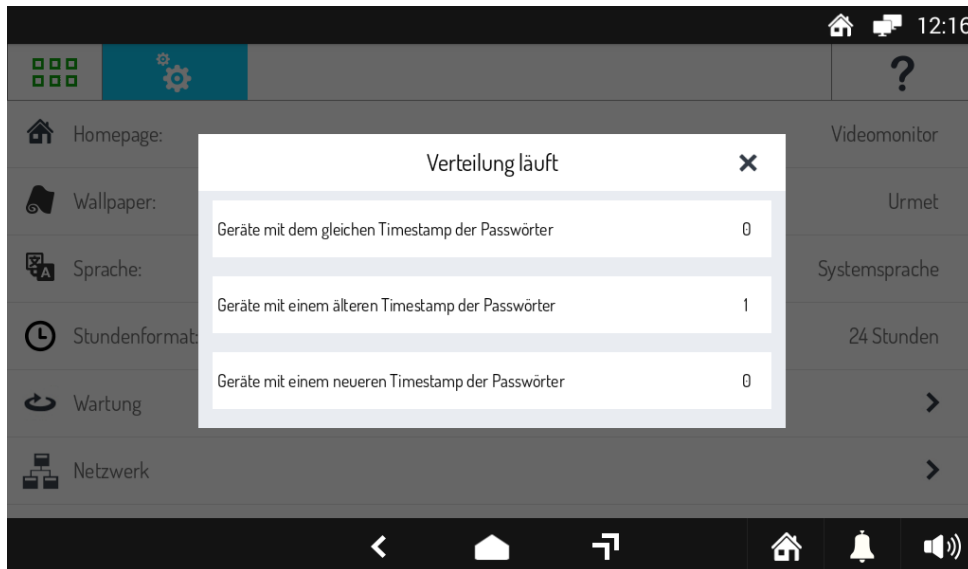 12:16
?
Homepage:
Videomonitor
Verteilung läuft
Wallpaper:
Urmet
Geräte mit dem gleichen Timestamp der Passwörter 0
Sprache:
Systemsprache
Geräte mit einem älteren Timestamp der Passwörter 1
Stundenformat:
24 Stunden
Geräte mit einem neueren Timestamp der Passwörter 0
Wartung
Netzwerk